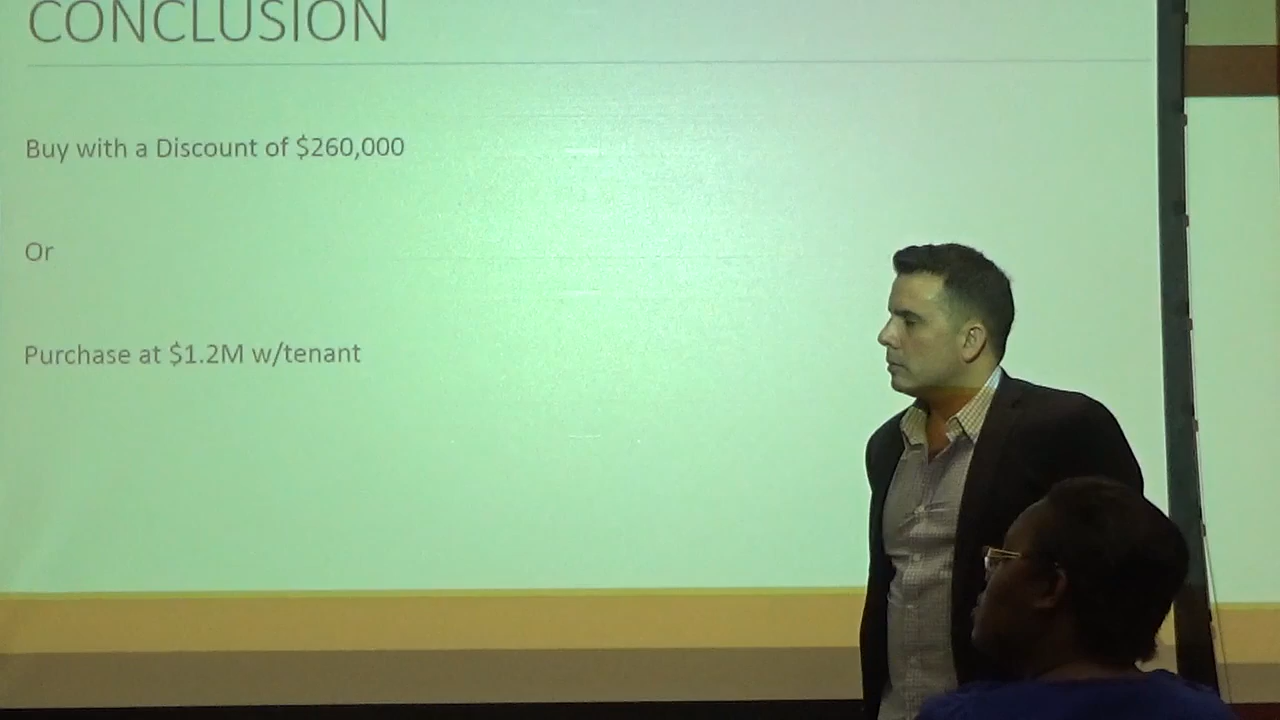 CONCLUSION
Buy with a Discount of $260,000
Or
Purchase at $1.2M w/tenant